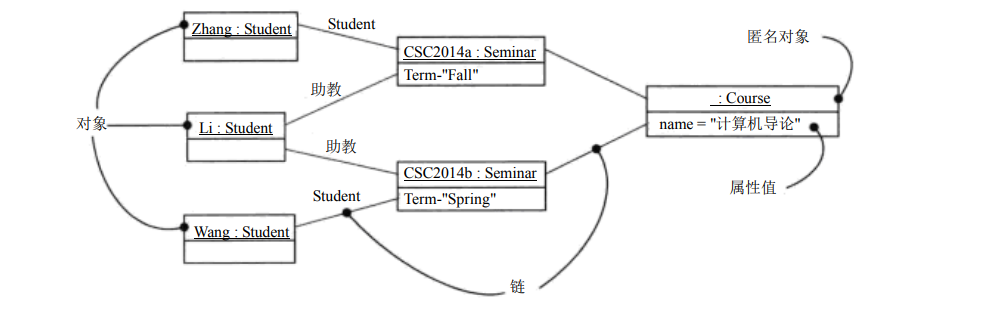 Zhang : Student
Student
CSC2014a : Seminar
Term-"Fall"
匿名对象
助教
: Course
name = "计算机导论"
对象
Li : Student
助教
CSC2014b : Seminar
Term-"Spring"
属性值
Student
Wang : Student
链